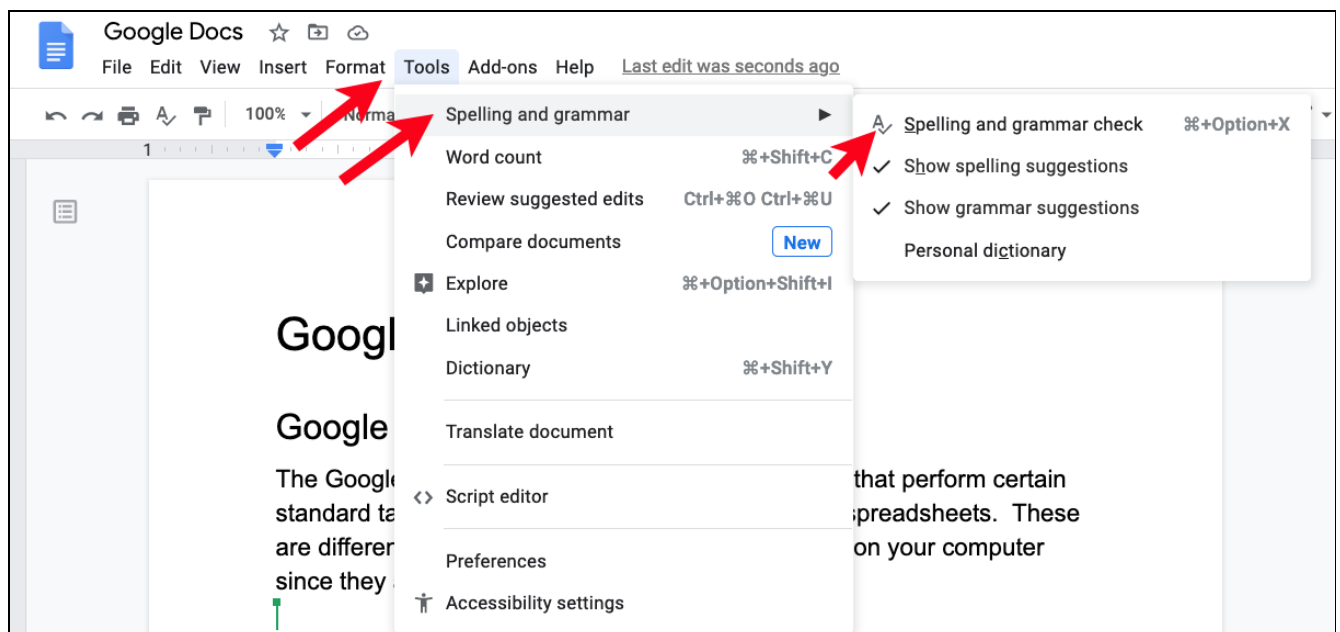 Google Docs
File Edit View Insert Format Tools Add-ons Help Last edit was seconds ago
100%
1
Spelling and grammar
Word count ⌘+Shift+C
Review suggested edits Ctrl+⌘O Ctrl+⌘U
Compare documents New
Explore ⌘+Option+Shift+I
Linked objects
Dictionary ⌘+Shift+Y
Translate document
Script editor
Preferences
Accessibility settings
Spelling and grammar check ⌘+Option+X
Show spelling suggestions
Show grammar suggestions
Personal dictionary
Google
The that perform certain
standard spreadsheets. These
are on your computer
since they